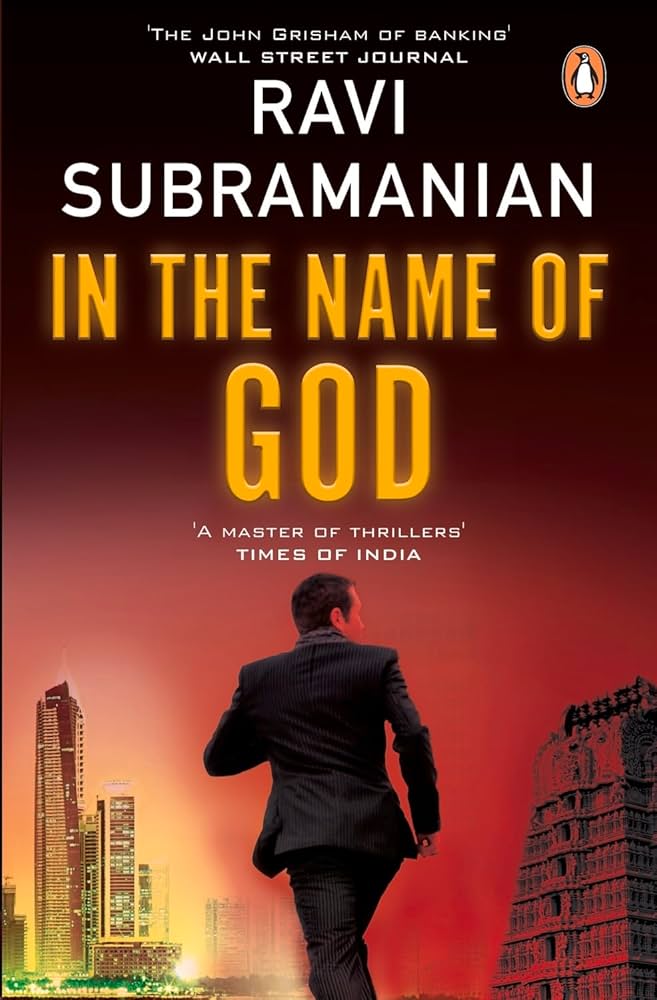 'THE JOHN GRISHAM OF BANKING'
WALL STREET JOURNAL
RAVI
SUBRAMANIAN
IN THE NAME OF
GOD
'A MASTER OF THRILLERS'
TIMES OF INDIA